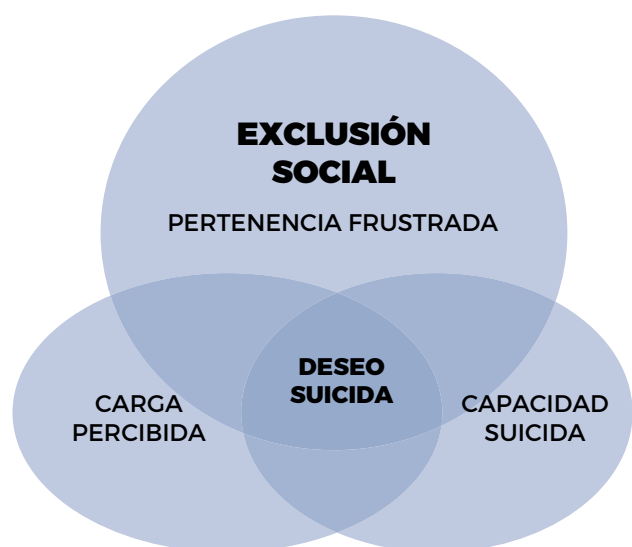 EXCLUSIÓN
SOCIAL
PERTENENCIA FRUSTRADA
DESEO
SUICIDA
CARGA
PERCIBIDA
CAPACIDAD
SUICIDA